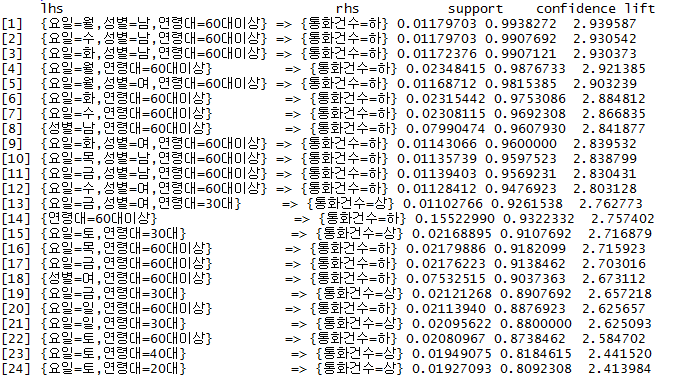 lhs rhs support confidence lift
[1] {요일=월,성별=남,연령대=60대이상} => {통화건수=하} 0.01179703 0.9938272 2.939587
[2] {요일=수,성별=남,연령대=60대이상} => {통화건수=하} 0.01179703 0.9907692 2.930542
[3] {요일=화,성별=남,연령대=60대이상} => {통화건수=하} 0.01172376 0.9907121 2.930373
[4] {요일=월,연령대=60대이상} => {통화건수=하} 0.02348415 0.9876733 2.921385
[5] {요일=월,성별=여,연령대=60대이상} => {통화건수=하} 0.01168712 0.9815385 2.903239
[6] {요일=화,연령대=60대이상} => {통화건수=하} 0.02315442 0.9753086 2.884812
[7] {요일=수,연령대=60대이상} => {통화건수=하} 0.02308115 0.9692308 2.866835
[8] {성별=남,연령대=60대이상} => {통화건수=하} 0.07990474 0.9607930 2.841877
[9] {요일=화,성별=여,연령대=60대이상} => {통화건수=하} 0.01143066 0.9600000 2.839532
[10] {요일=목,성별=남,연령대=60대이상} => {통화건수=하} 0.01135739 0.9597523 2.838799
[11] {요일=금,성별=남,연령대=60대이상} => {통화건수=하} 0.01139403 0.9569231 2.830431
[12] {요일=수,성별=여,연령대=60대이상} => {통화건수=하} 0.01128412 0.9476923 2.803128
[13] {요일=금,성별=여,연령대=30대} => {통화건수=상} 0.01102766 0.9261538 2.762773
[14] {연령대=60대이상} => {통화건수=하} 0.15522990 0.9322332 2.757402
[15] {요일=토,연령대=30대} => {통화건수=상} 0.02168895 0.9107692 2.716879
[16] {요일=목,연령대=60대이상} => {통화건수=하} 0.02179886 0.9182099 2.715923
[17] {요일=금,연령대=60대이상} => {통화건수=하} 0.02176223 0.9138462 2.703016
[18] {성별=여,연령대=60대이상} => {통화건수=하} 0.07532515 0.9037363 2.673112
[19] {요일=금,연령대=30대} => {통화건수=상} 0.02121268 0.8907692 2.657218
[20] {요일=일,연령대=60대이상} => {통화건수=하} 0.02113940 0.8876923 2.625657
[21] {요일=일,연령대=30대} => {통화건수=상} 0.02095622 0.8800000 2.625093
[22] {요일=토,연령대=60대이상} => {통화건수=하} 0.02080967 0.8738462 2.584702
[23] {요일=토,연령대=40대} => {통화건수=상} 0.01949075 0.8184615 2.441520
[24] {요일=토,연령대=20대} => {통화건수=상} 0.01927093 0.8092308 2.413984